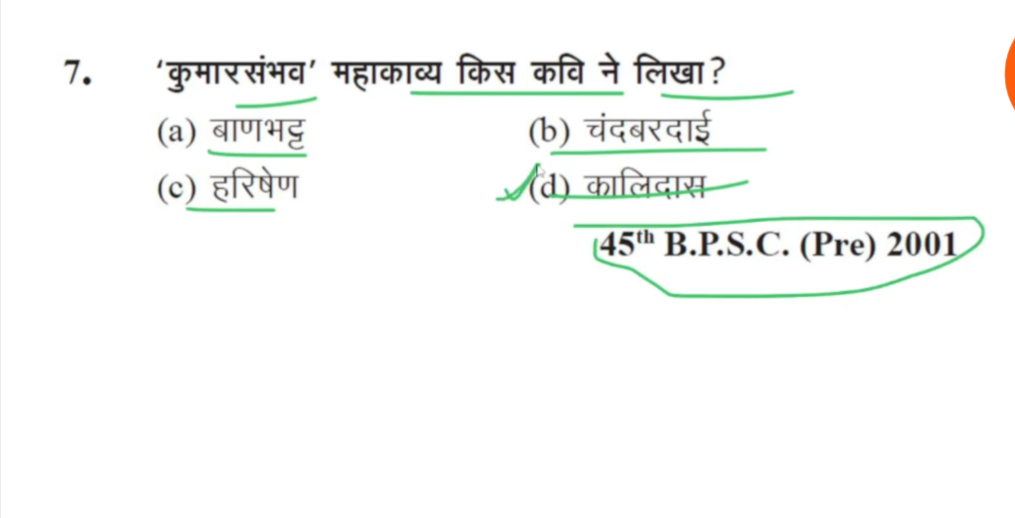 7. ‘कुमारसंभव’ महाकाव्य किस कवि ने लिखा?
(a) बाणभट्ट (b) चंदबरदाई
(c) हरिषेण (d) कालिदास
45th B.P.S.C. (Pre) 2001